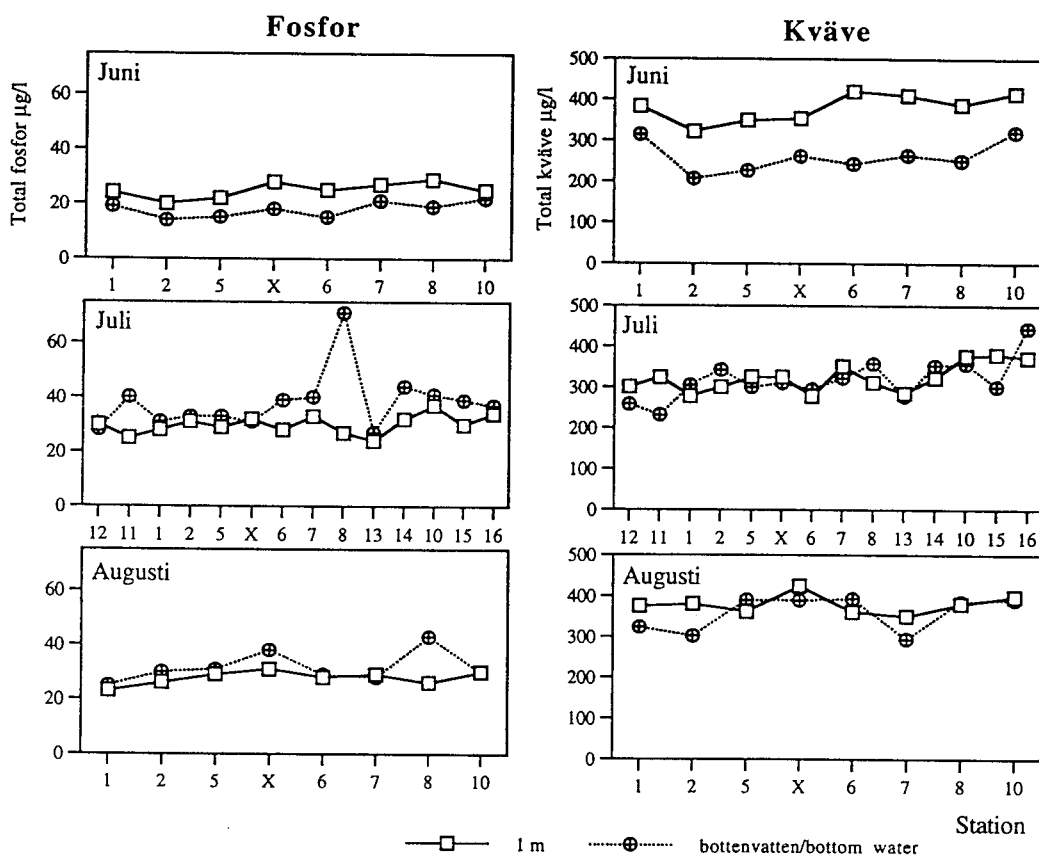 Fosfor
Kväve
Juni
Total fosfor µg/l
60
40
20
0
1 2 5 X 6 7 8 10
Juni
Total kväve µg/l
500
400
300
200
100
0
1 2 5 X 6 7 8 10
Juli
60
40
20
0
12 11 1 2 5 X 6 7 8 13 14 10 15 16
Juli
500
400
300
200
100
0
12 11 1 2 5 X 6 7 8 13 14 10 15 16
Augusti
60
40
20
0
1 2 5 X 6 7 8 10
Augusti
500
400
300
200
100
0
1 2 5 X 6 7 8 10
Station
1 m
bottenvatten/bottom water